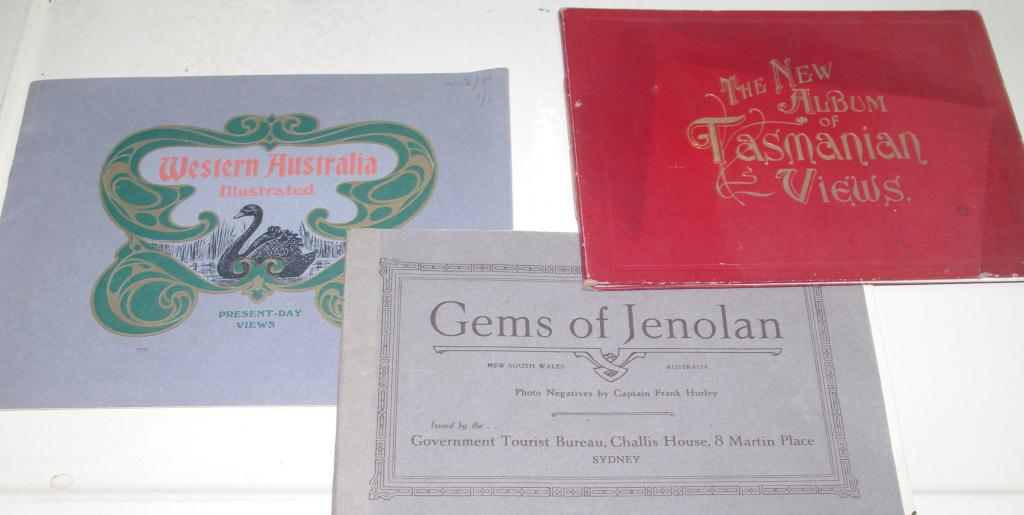 Western Australia
Illustrated
PRESENT-DAY
VIEWS
THE NEW
ALBUM
of
TASMANIAN
VIEWS.
Gems of Jenolan
NEW SOUTH WALES AUSTRALIA
Photo Negatives by Captain Frank Hurley
Issued by the . .
Government Tourist Bureau, Challis House, 8 Martin Place
SYDNEY